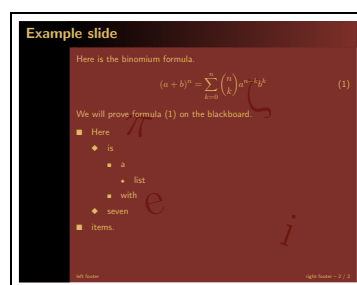 Example slide
Here is the binomium formula.
(a + b)^n = \sum_{k=0}^{n} \binom{n}{k} a^{n-k} b^k (1)
We will prove formula (1) on the blackboard.
■ Here
◆ is
■ a
◆ list
■ with
◆ seven
■ items.
π
ζ
e
i
left footer
right footer – 2 / 3